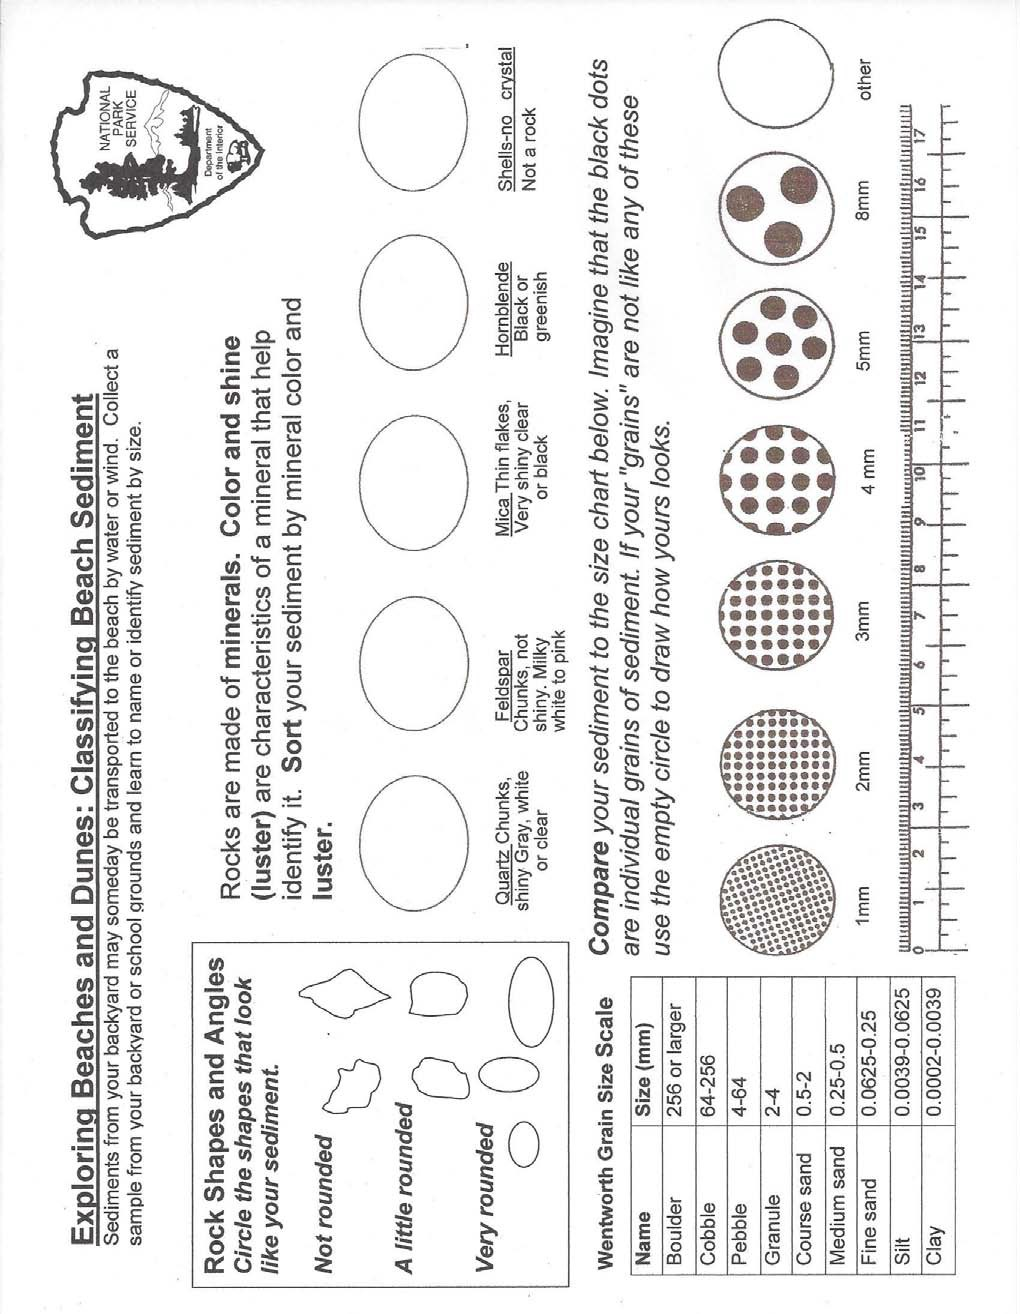 Exploring Beaches and Dunes: Classifying Beach Sediment
Sediments from your backyard may someday be transported to the beach by water or wind. Collect a
sample from your backyard or school grounds and learn to name or identify sediment by size.
NATIONAL
PARK
SERVICE
Department
of the Interior
Rock Shapes and Angles
Circle the shapes that look
like your sediment.
Not rounded
A little rounded
Very rounded
Rocks are made of minerals. Color and shine
(luster) are characteristics of a mineral that help
identify it. Sort your sediment by mineral color and
luster.
Quartz Chunks,
shiny Gray, white
or clear
Feldspar
Chunks, not
shiny. Milky
white to pink
Mica Thin flakes,
Very shiny clear
or black
Hornblende
Black or
greenish
Shells-no crystal
Not a rock
Wentworth Grain Size Scale
Name Size (mm)
Boulder 256 or larger
Cobble 64-256
Pebble 4-64
Granule 2-4
Course sand 0.5-2
Medium sand 0.25-0.5
Fine sand 0.0625-0.25
Silt 0.0039-0.0625
Clay 0.0002-0.0039
Compare your sediment to the size chart below. Imagine that the black dots
are individual grains of sediment. If your "grains" are not like any of these
use the empty circle to draw how yours looks.
1mm 2mm 3mm 4 mm 5mm 8mm other
0 1 2 3 4 5 6 7 8 9 10 11 12 13 14 15 16 17